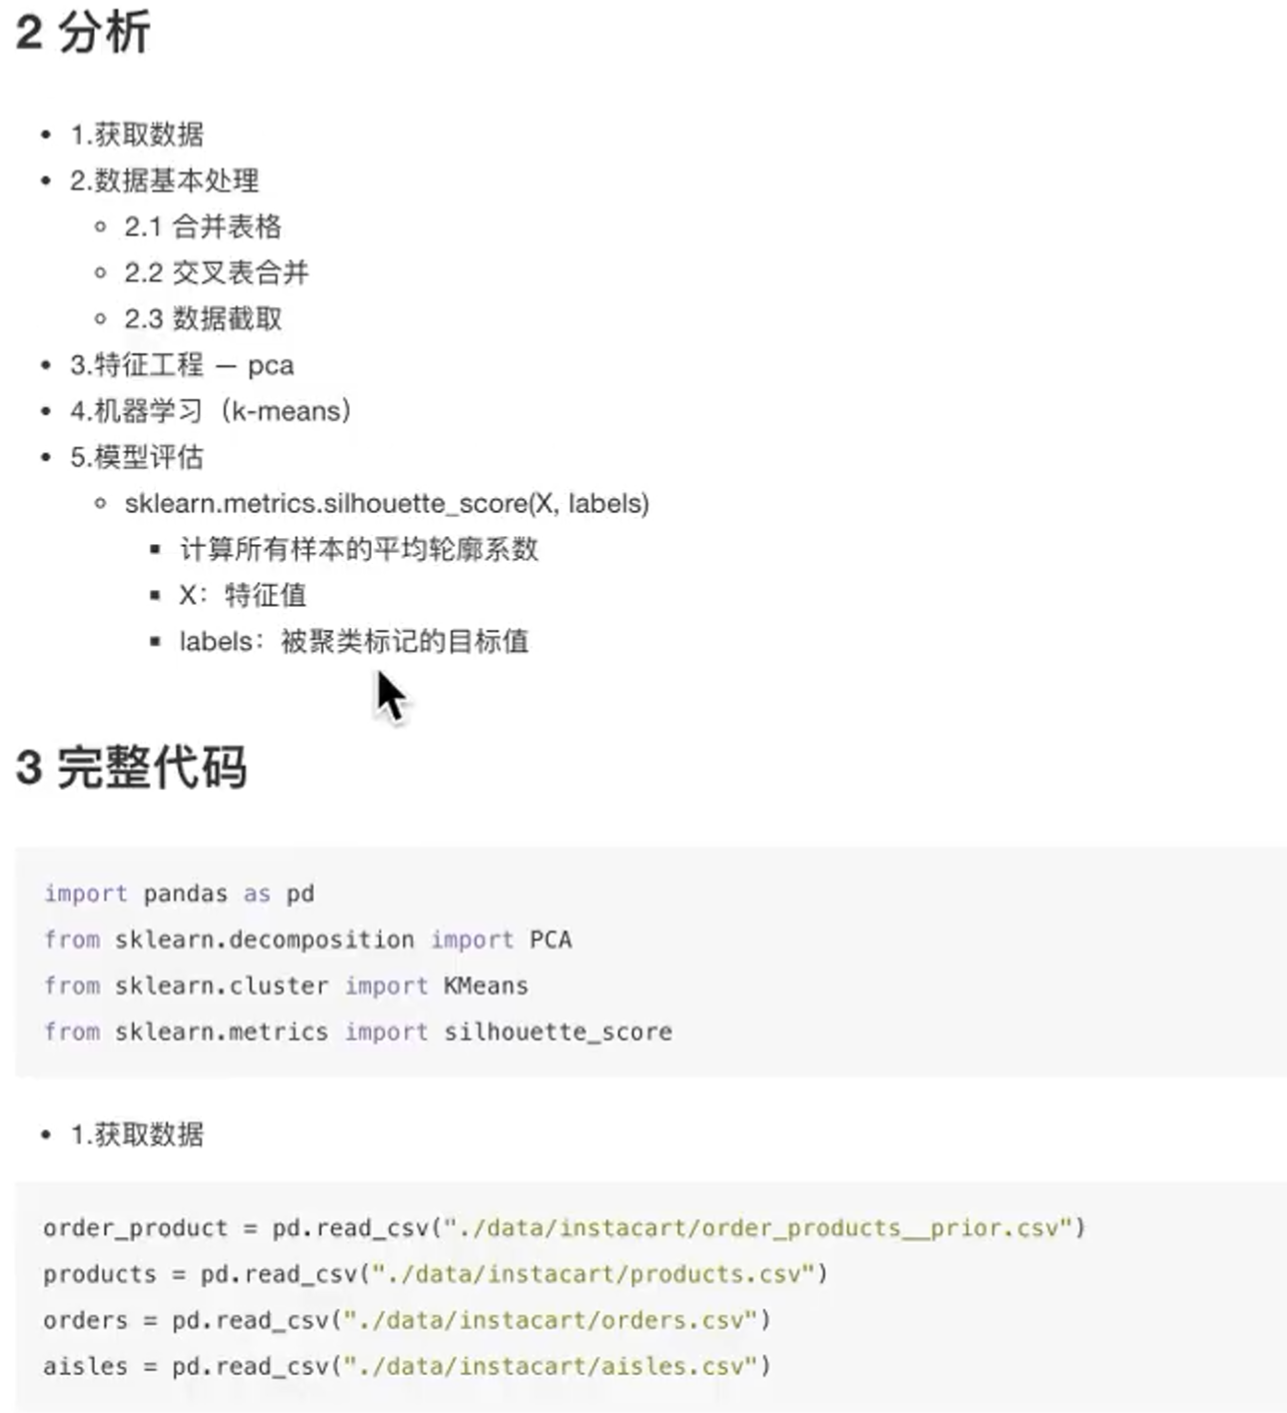 2 分析
• 1.获取数据
• 2.数据基本处理
◦ 2.1 合并表格
◦ 2.2 交叉表合并
◦ 2.3 数据截取
• 3.特征工程 — pca
• 4.机器学习（k-means）
• 5.模型评估
◦ sklearn.metrics.silhouette_score(X, labels)
▪ 计算所有样本的平均轮廓系数
▪ X：特征值
▪ labels：被聚类标记的目标值
3 完整代码
import pandas as pd
from sklearn.decomposition import PCA
from sklearn.cluster import KMeans
from sklearn.metrics import silhouette_score
• 1.获取数据
order_product = pd.read_csv("./data/instacart/order_products__prior.csv")
products = pd.read_csv("./data/instacart/products.csv")
orders = pd.read_csv("./data/instacart/orders.csv")
aisles = pd.read_csv("./data/instacart/aisles.csv")